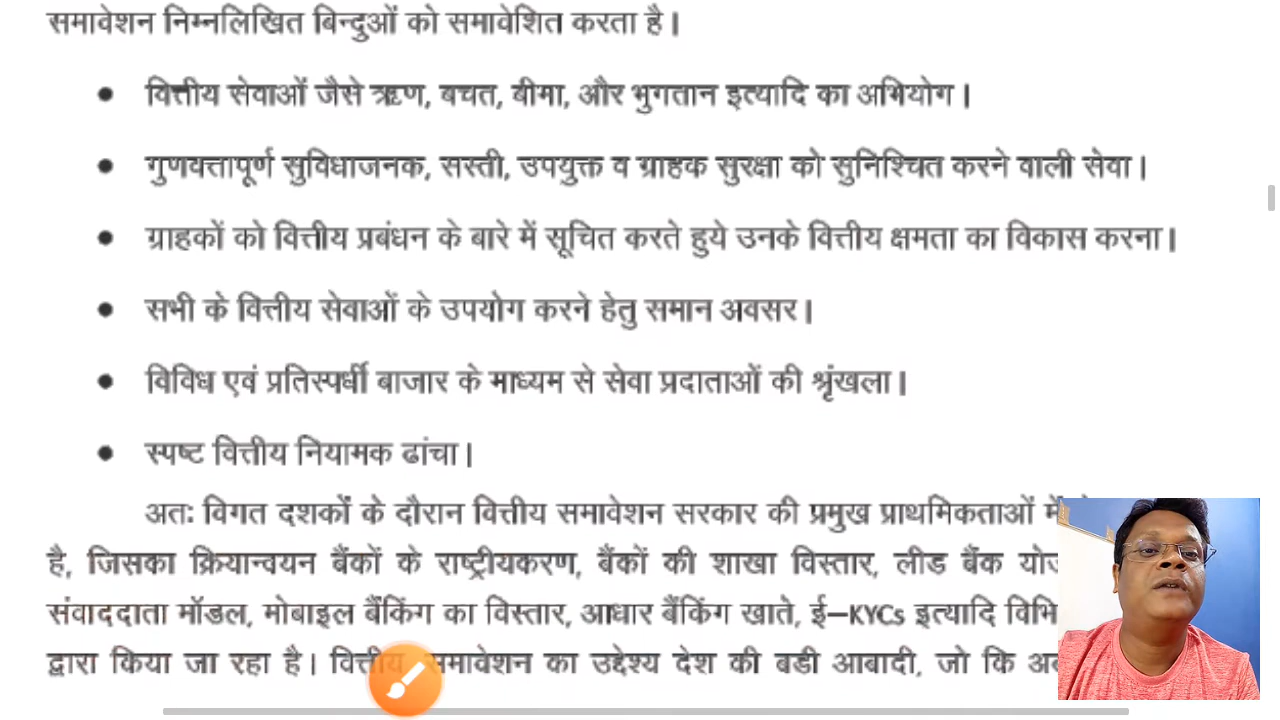 समावेशन निम्नलिखित बिन्दुओं को समावेशित करता है।
• वित्तीय सेवाओं जैसे ऋण, बचत, बीमा, और भुगतान इत्यादि का अभियोग।
• गुणवत्तापूर्ण सुविधाजनक, सस्ती, उपयुक्त व ग्राहक सुरक्षा को सुनिश्चित करने वाली सेवा।
• ग्राहकों को वित्तीय प्रबंधन के बारे में सूचित करते हुये उनके वित्तीय क्षमता का विकास करना।
• सभी के वित्तीय सेवाओं के उपयोग करने हेतु समान अवसर।
• विविध एवं प्रतिस्पर्धी बाजार के माध्यम से सेवा प्रदाताओं की श्रृंखला।
• स्पष्ट वित्तीय नियामक ढांचा।
अतः विगत दशकों के दौरान वित्तीय समावेशन सरकार की प्रमुख प्राथमिकताओं
है, जिसका क्रियान्वयन बैंकों के राष्ट्रीयकरण, बैंकों की शाखा विस्तार, लीड बैंक
संवाददाता मॉडल, मोबाइल बैंकिंग का विस्तार, आधार बैंकिंग खाते, ई–KYCs इत्यादि
द्वारा किया जा रहा है। वित्तीय समावेशन का उद्देश्य देश की बडी आबादी, जो कि